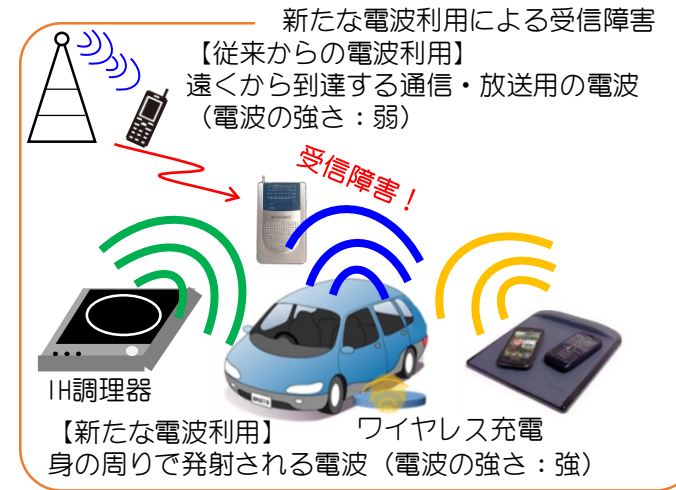 新たな電波利用による受信障害
【従来からの電波利用】
遠くから到達する通信・放送用の電波
（電波の強さ：弱）
受信障害！
IH調理器
ワイヤレス充電
【新たな電波利用】
身の周りで発射される電波（電波の強さ：強）